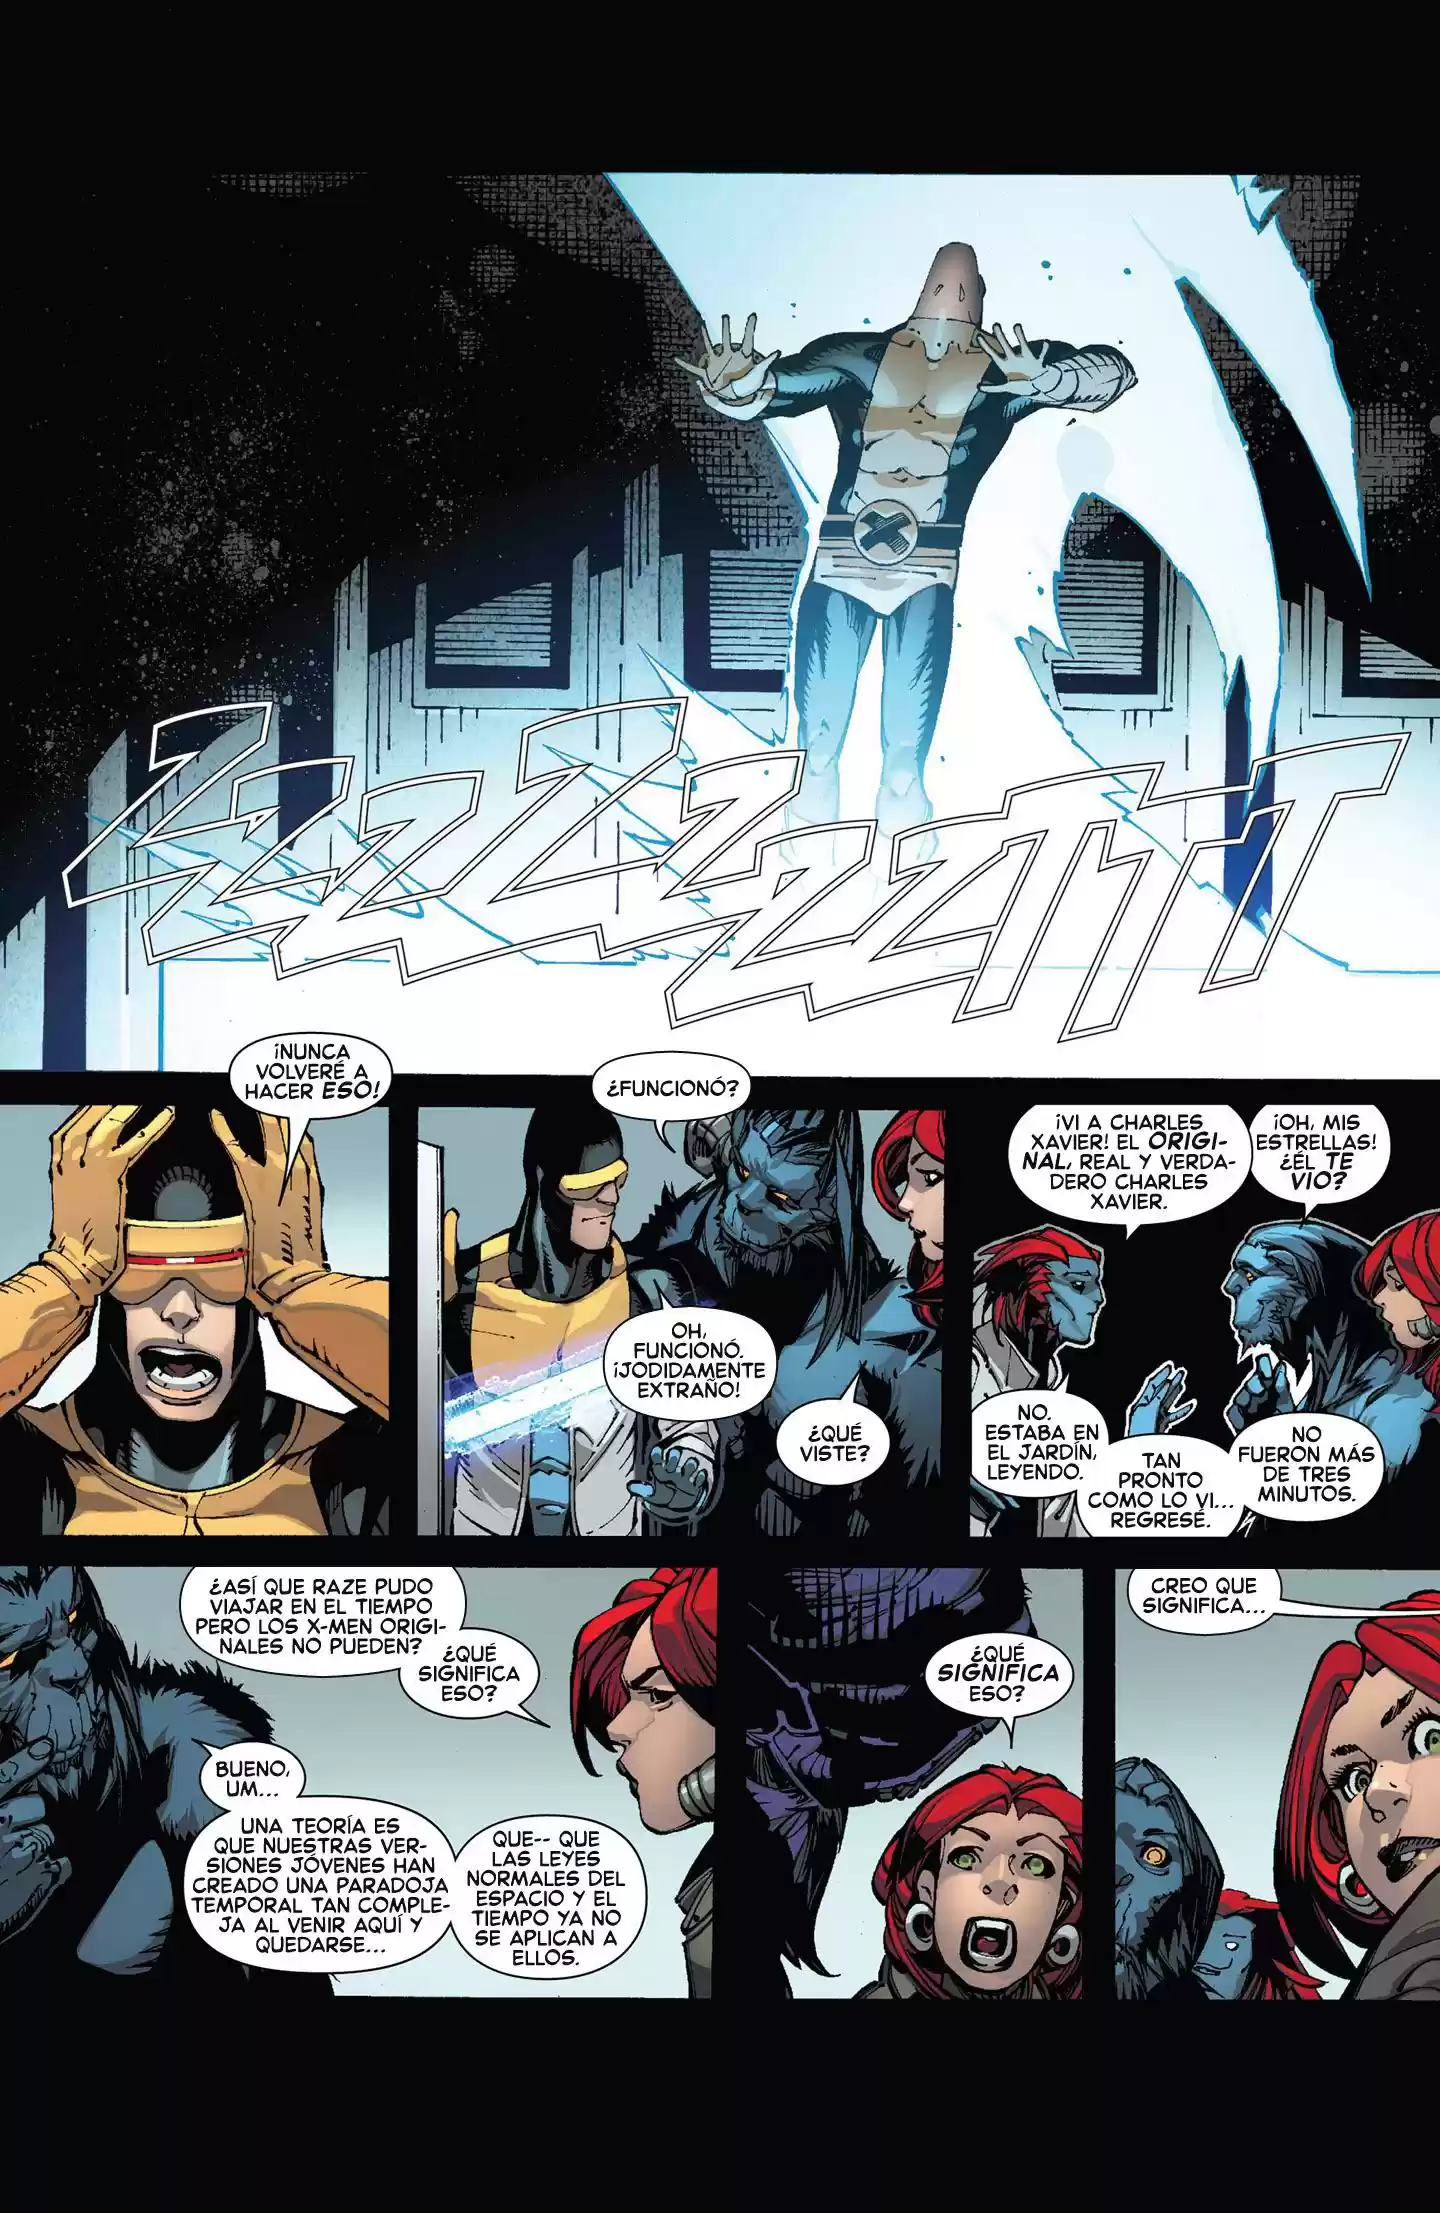 ZZZZZZZZTTT
¡NUNCA
VOLVERÉ A
HACER ESO!
¿FUNCIONÓ?
OH,
FUNCIONÓ.
¡JODIDAMENTE
EXTRAÑO!
¿QUÉ
VISTE?
¡VI A CHARLES
XAVIER! EL ORIGI-
NAL, REAL Y VERDA-
DERO CHARLES
XAVIER.
¡OH, MIS
ESTRELLAS!
¿ÉL TE
VIO?
NO.
ESTABA EN
EL JARDÍN,
LEYENDO.
TAN
PRONTO
COMO LO VI...
REGRESÉ.
NO
FUERON MÁS
DE TRES
MINUTOS.
¿ASÍ QUE RAZE PUDO
VIAJAR EN EL TIEMPO
PERO LOS X-MEN ORIGI-
NALES NO PUEDEN?
¿QUÉ
SIGNIFICA
ESO?
BUENO,
UM...
UNA TEORÍA ES
QUE NUESTRAS VER-
SIONES JÓVENES HAN
CREADO UNA PARADOJA
TEMPORAL TAN COMPLE-
JA AL VENIR AQUÍ Y
QUEDARSE...
QUE-- QUE
LAS LEYES
NORMALES DEL
ESPACIO Y EL
TIEMPO YA NO
SE APLICAN A
ELLOS.
¿QUÉ
SIGNIFICA
ESO?
CREO QUE
SIGNIFICA...